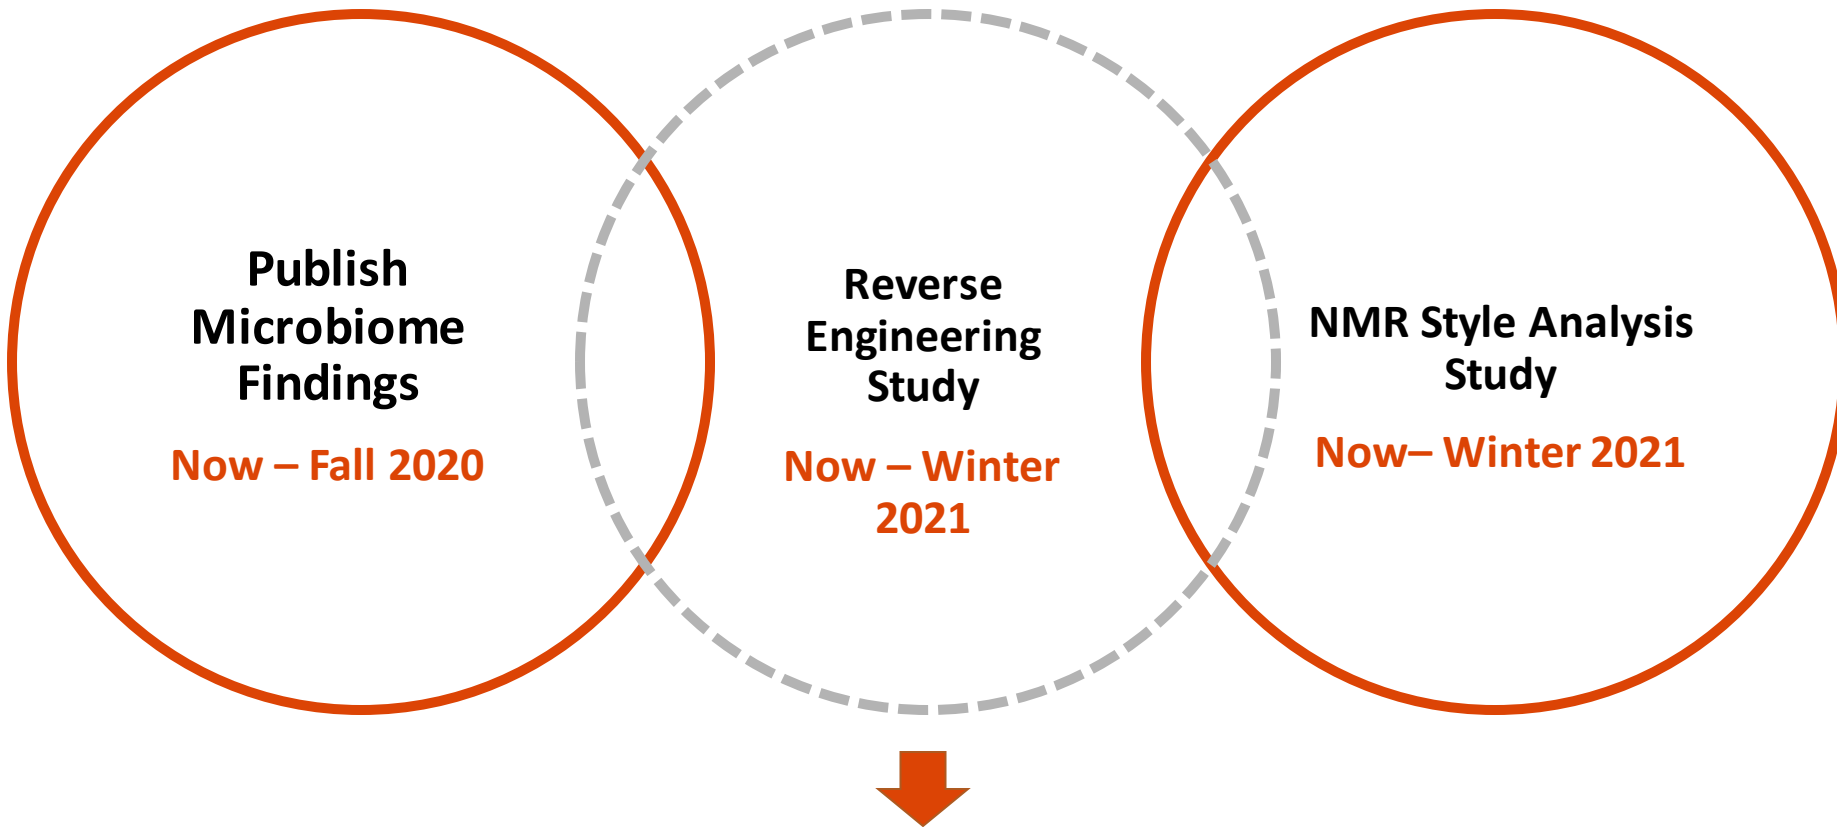 Publish
Microbiome
Findings
Now – Fall 2020
Reverse
Engineering
Study
Now – Winter
2021
NMR Style Analysis
Study
Now– Winter 2021